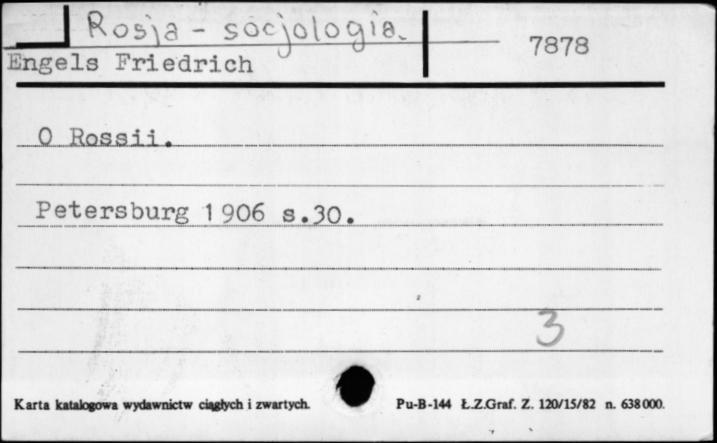 Rosja - socjologia.
7878
Engels Friedrich
O Rossii.
Petersburg 1906 s.30.
3
Karta katalogowa wydawnictw ciągłych i zwartych.
Pu-B-144 Ł.Z.Graf. Z. 120/15/82 n. 638000.